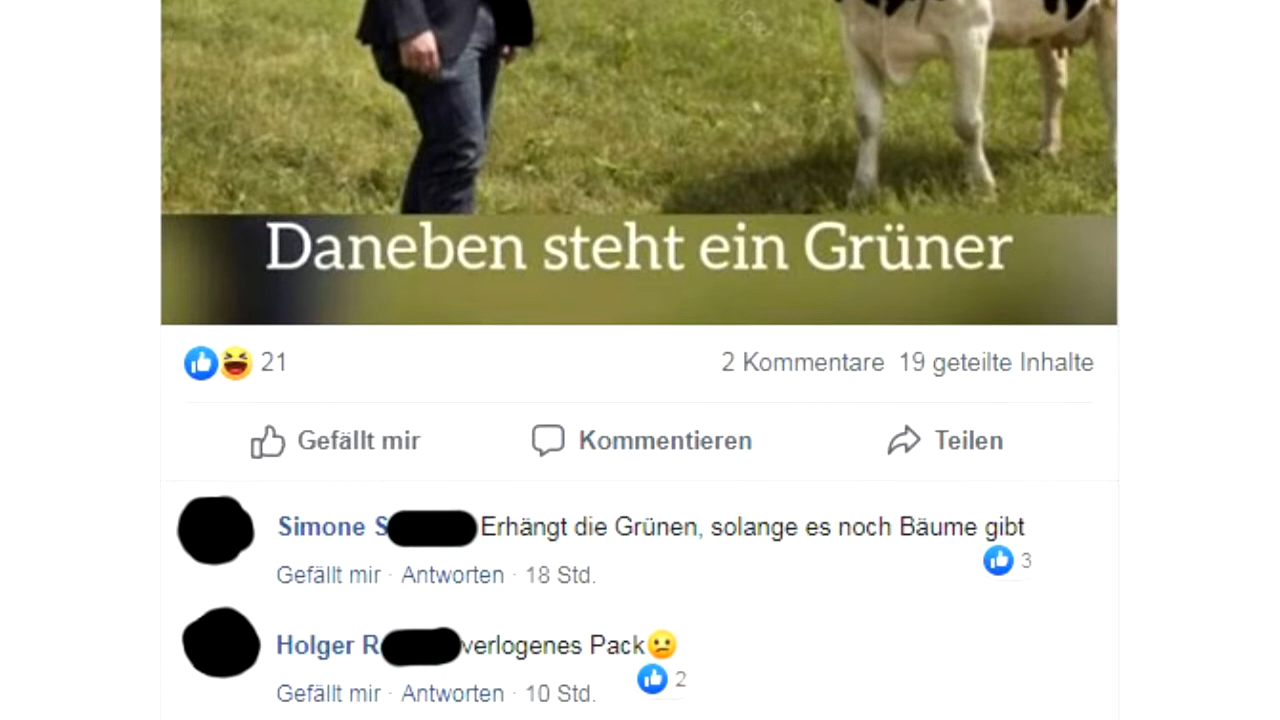 Daneben steht ein Grüner
21
2 Kommentare 19 geteilte Inhalte
Gefällt mir Kommentieren Teilen
Simone S Erhängt die Grünen, solange es noch Bäume gibt
3
Gefällt mir · Antworten · 18 Std.
Holger R verlogenes Pack
2
Gefällt mir · Antworten · 10 Std.